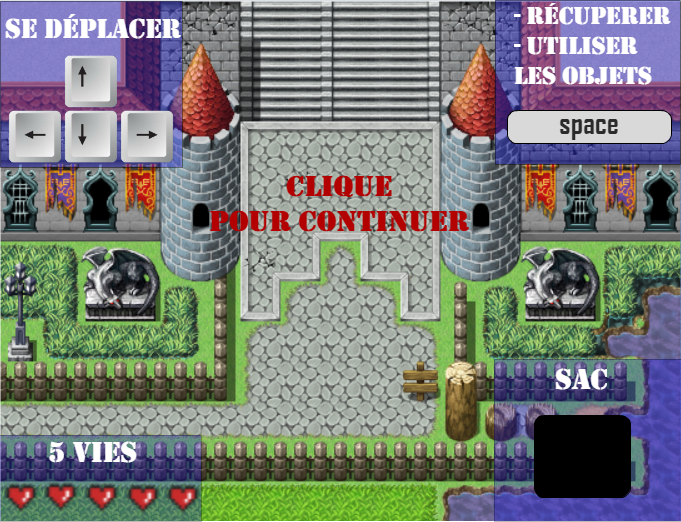 SE DÉPLACER
- RÉCUPERER
- UTILISER
LES OBJETS
↑
← ↓ →
space
CLIQUE
POUR CONTINUER
SAC
5 VIES